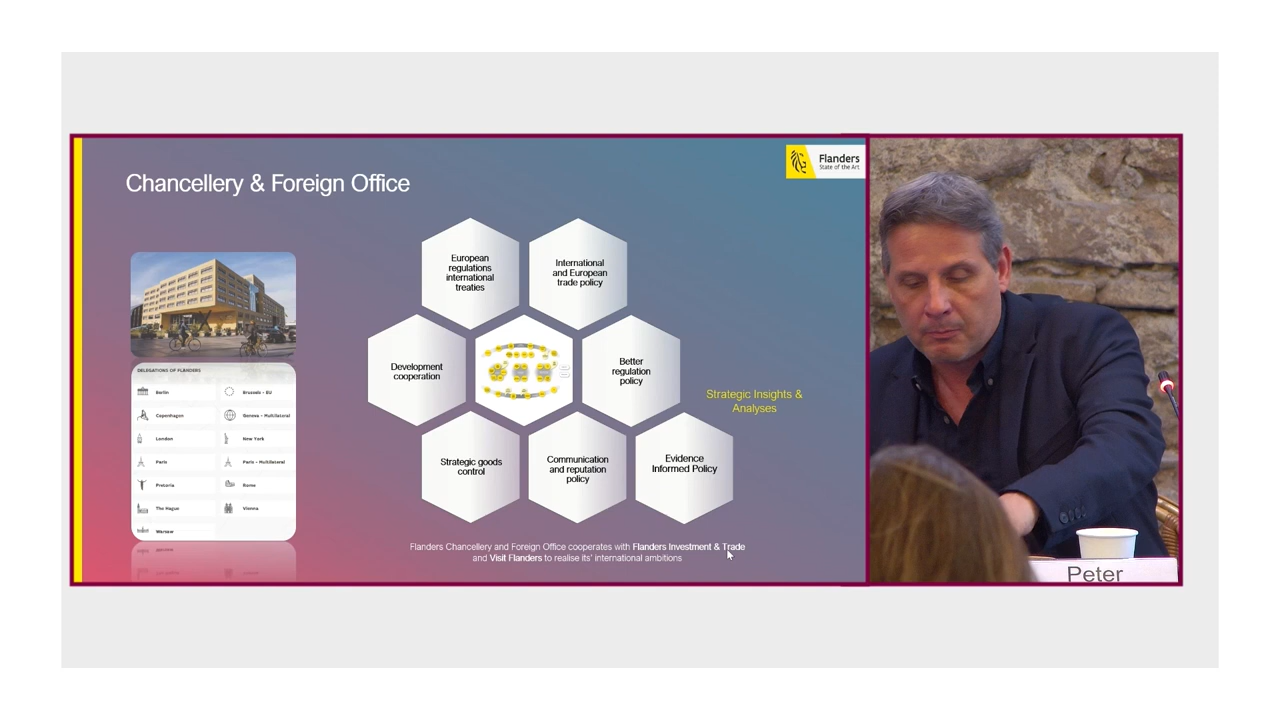 Flanders
State of the Art
Chancellery & Foreign Office
European
regulations
international
treaties
International
and European
trade policy
Development
cooperation
Better
regulation
policy
Strategic Insights &
Analyses
Strategic goods
control
Communication
and reputation
policy
Evidence
Informed Policy
DELEGATIONS OF FLANDERS
Berlin
Brussels - EU
Copenhagen
Geneva - Multilateral
London
New York
Paris
Paris - Multilateral
Pretoria
Rome
The Hague
Vienna
Warsaw
Flanders Chancellery and Foreign Office cooperates with Flanders Investment & Trade
and Visit Flanders to realise its' international ambitions
Peter